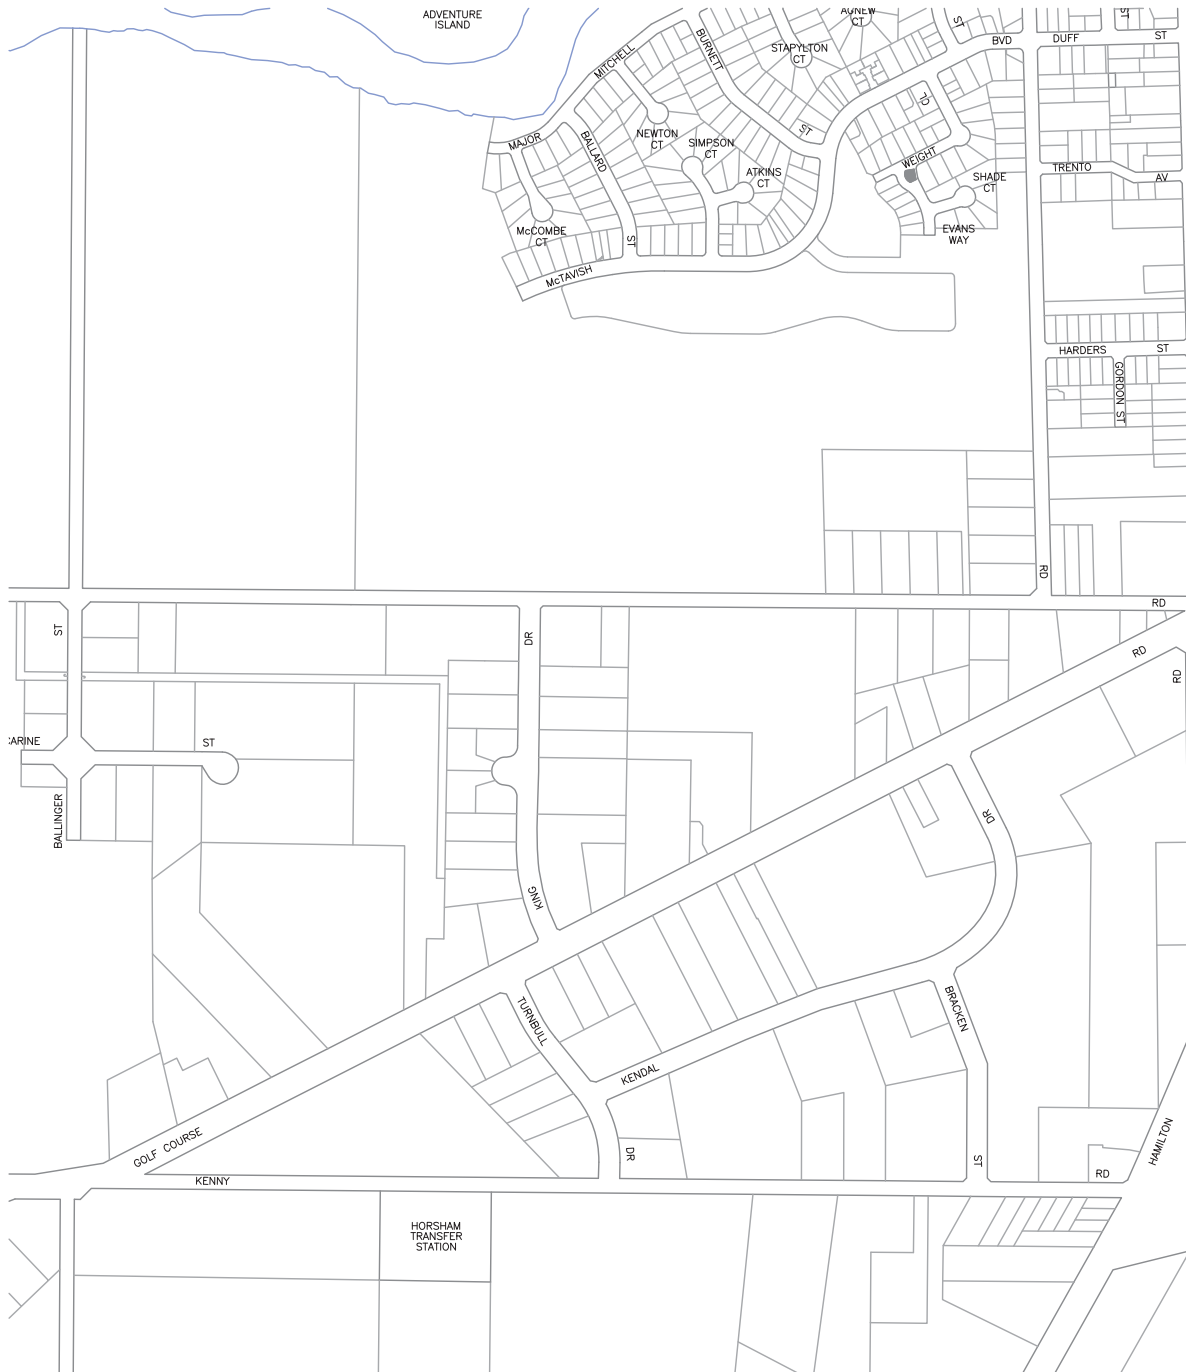 ADVENTURE
ISLAND
AGNEW
CT
ST
ST
BVD
DUFF
ST
MITCHELL
BURNETT
STAPYLTON
CT
PL
MAJOR
BALLARD
NEWTON
CT
SIMPSON
CT
ST
WEIGHT
TRENTO
AV
ATKINS
CT
SHADE
CT
McCOMBE
CT
ST
EVANS
WAY
McTAVISH
HARDERS
ST
GORDON ST
RD
RD
ST
DR
RD
RD
CARINE
ST
BALLINGER
DR
KING
TURNBULL
BRACKEN
KENDAL
GOLF COURSE
DR
ST
HAMILTON
RD
KENNY
HORSHAM
TRANSFER
STATION